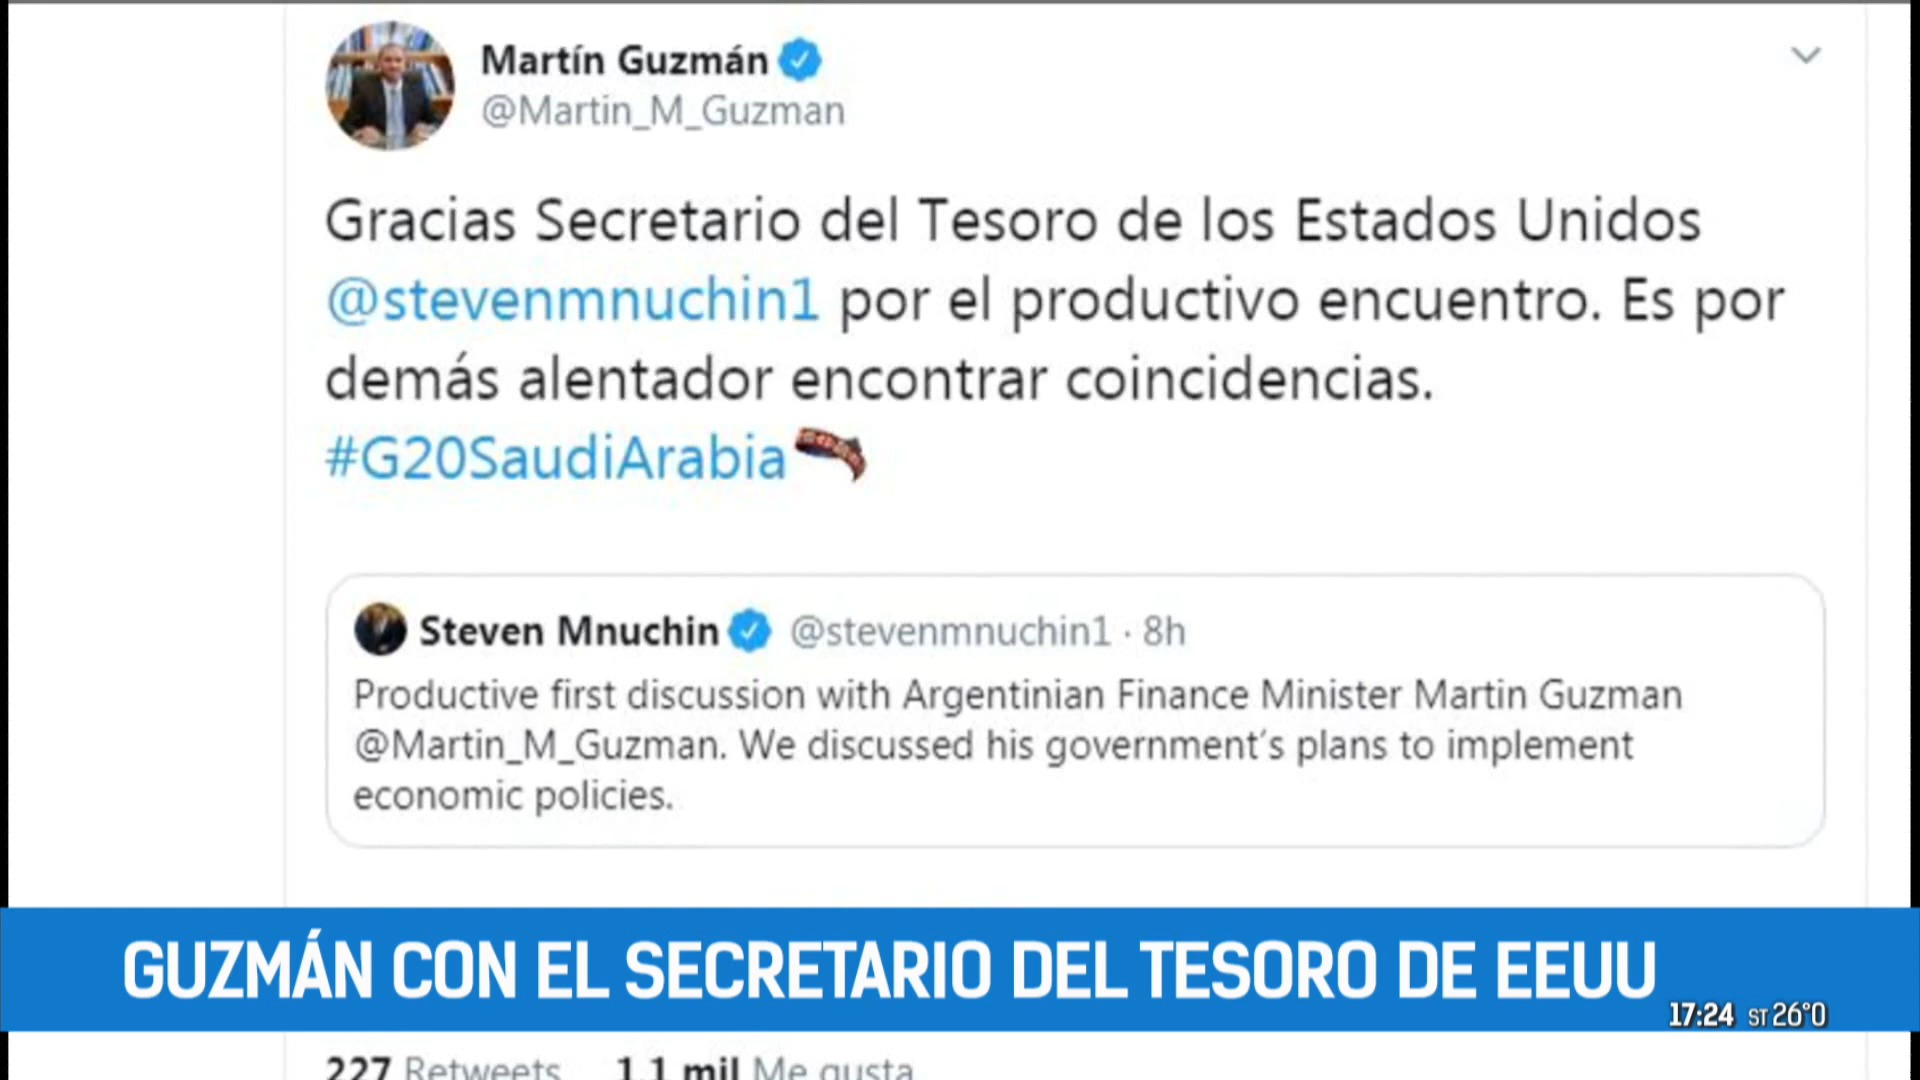 Martín Guzmán
@Martin_M_Guzman
Gracias Secretario del Tesoro de los Estados Unidos
@stevenmnuchin1 por el productivo encuentro. Es por
demás alentador encontrar coincidencias.
#G20SaudiArabia
Steven Mnuchin @stevenmnuchin1 · 8h
Productive first discussion with Argentinian Finance Minister Martin Guzman
@Martin_M_Guzman. We discussed his government's plans to implement
economic policies.
GUZMÁN CON EL SECRETARIO DEL TESORO DE EEUU
17:24 ST 26°0
227 Retweets 1,1 mil Me gusta